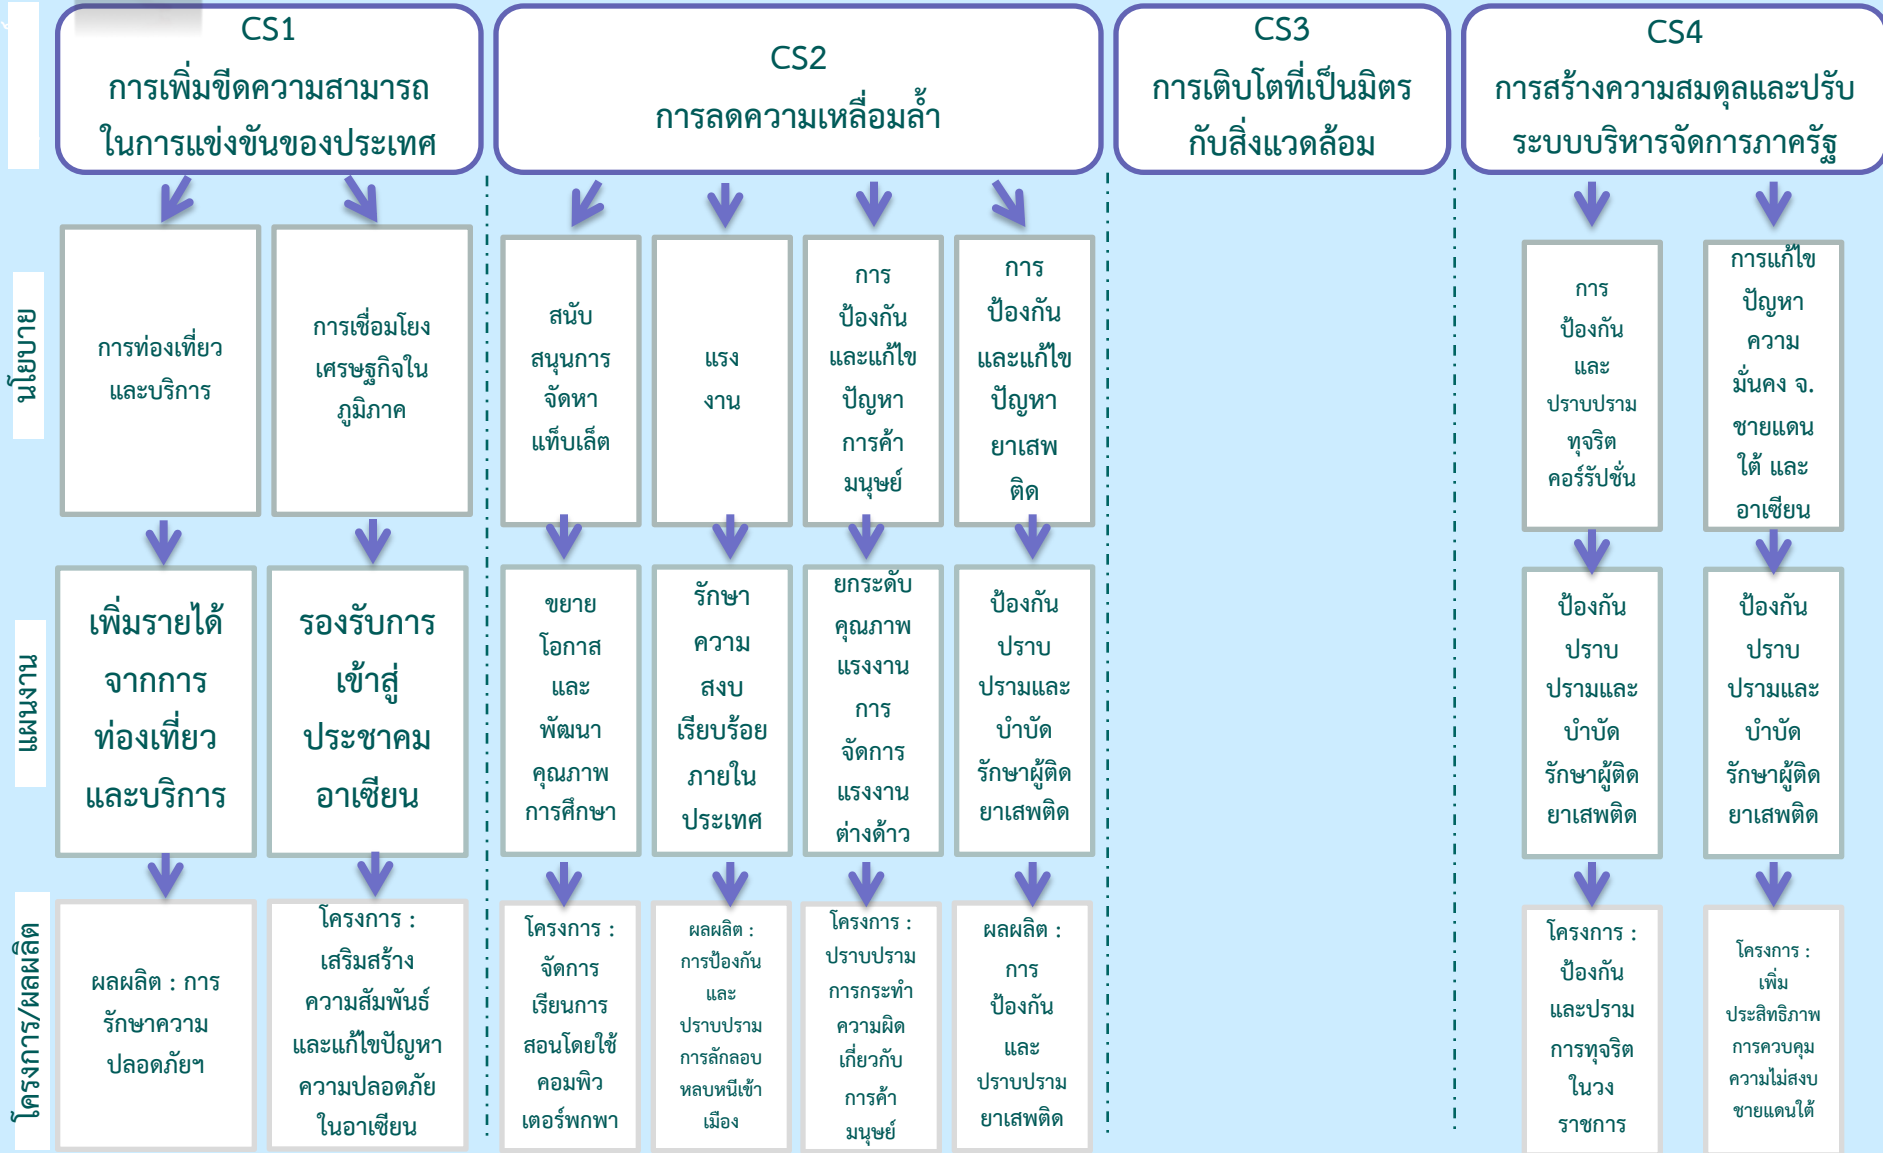 CS1
การเพิ่มขีดความสามารถ
ในการแข่งขันของประเทศ
CS2
การลดความเหลื่อมล้ำ
CS3
การเติบโตที่เป็นมิตร
กับสิ่งแวดล้อม
CS4
การสร้างความสมดุลและปรับ
ระบบบริหารจัดการภาครัฐ
นโยบาย
การท่องเที่ยว
และบริการ
การเชื่อมโยง
เศรษฐกิจใน
ภูมิภาค
สนับ
สนุนการ
จัดหา
แท็บเล็ต
แรง
งาน
การ
ป้องกัน
และแก้ไข
ปัญหา
การค้า
มนุษย์
การ
ป้องกัน
และแก้ไข
ปัญหา
ยาเสพ
ติด
การ
ป้องกัน
และ
ปราบปราม
ทุจริต
คอร์รัปชั่น
การแก้ไข
ปัญหา
ความ
มั่นคง จ.
ชายแดน
ใต้ และ
อาเซียน
แผนงาน
เพิ่มรายได้
จากการ
ท่องเที่ยว
และบริการ
รองรับการ
เข้าสู่
ประชาคม
อาเซียน
ขยาย
โอกาส
และ
พัฒนา
คุณภาพ
การศึกษา
รักษา
ความ
สงบ
เรียบร้อย
ภายใน
ประเทศ
ยกระดับ
คุณภาพ
แรงงาน
การ
จัดการ
แรงงาน
ต่างด้าว
ป้องกัน
ปราบ
ปรามและ
บำบัด
รักษาผู้ติด
ยาเสพติด
ป้องกัน
ปราบ
ปรามและ
บำบัด
รักษาผู้ติด
ยาเสพติด
ป้องกัน
ปราบ
ปรามและ
บำบัด
รักษาผู้ติด
ยาเสพติด
โครงการ/ผลผลิต
ผลผลิต : การ
รักษาความ
ปลอดภัยฯ
โครงการ :
เสริมสร้าง
ความสัมพันธ์
และแก้ไขปัญหา
ความปลอดภัย
ในอาเซียน
โครงการ :
จัดการ
เรียนการ
สอนโดยใช้
คอมพิว
เตอร์พกพา
ผลผลิต :
การป้องกัน
และ
ปราบปราม
การลักลอบ
หลบหนีเข้า
เมือง
โครงการ :
ปราบปราม
การกระทำ
ความผิด
เกี่ยวกับ
การค้า
มนุษย์
ผลผลิต :
การ
ป้องกัน
และ
ปราบปราม
ยาเสพติด
โครงการ :
ป้องกัน
และปราม
การทุจริต
ในวง
ราชการ
โครงการ :
เพิ่ม
ประสิทธิภาพ
การควบคุม
ความไม่สงบ
ชายแดนใต้